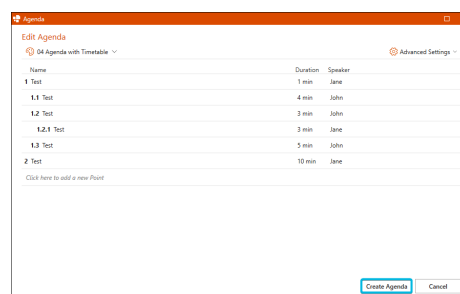 Agenda
Edit Agenda
04 Agenda with Timetable
Advanced Settings
Name Duration Speaker
1 Test 1 min Jane
1.1 Test 4 min John
1.2 Test 3 min John
1.2.1 Test 3 min Jane
1.3 Test 5 min John
2 Test 10 min Jane
Click here to add a new Point
Create Agenda Cancel